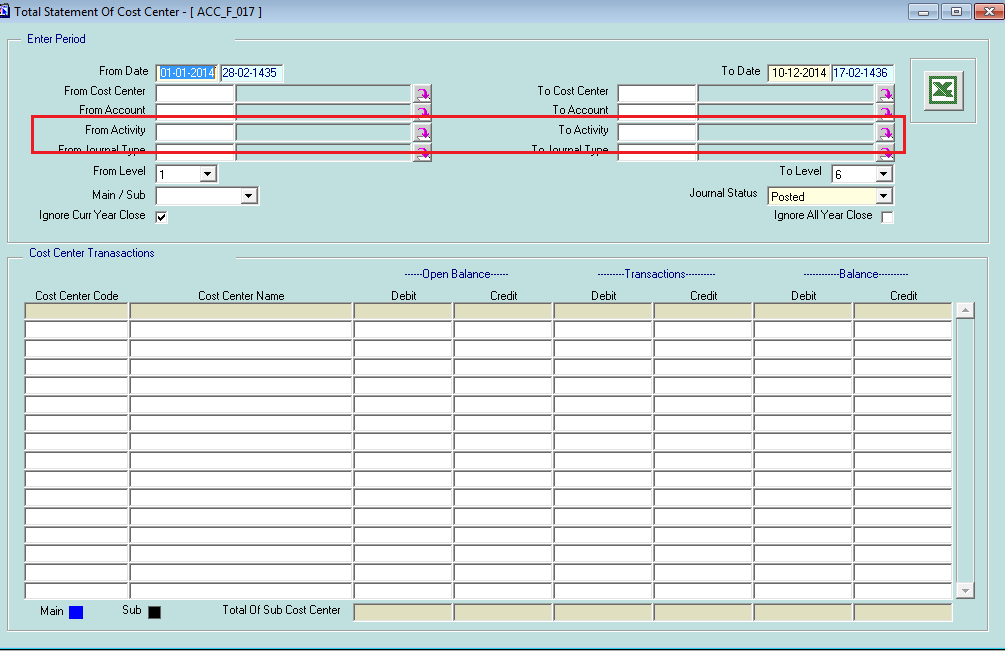 Total Statement Of Cost Center - [ ACC_F_017 ]
Enter Period
From Date 01-01-2014 28-02-1435 To Date 10-12-2014 17-02-1436
From Cost Center To Cost Center
From Account To Account
From Activity To Activity
From Journal Type To Journal Type
From Level 1 To Level 6
Main / Sub Journal Status Posted
Ignore Curr Year Close Ignore All Year Close
Cost Center Tranasactions
------Open Balance------ ---------Transactions---------- ------------Balance----------
Cost Center Code Cost Center Name Debit Credit Debit Credit Debit Credit
Main Sub Total Of Sub Cost Center